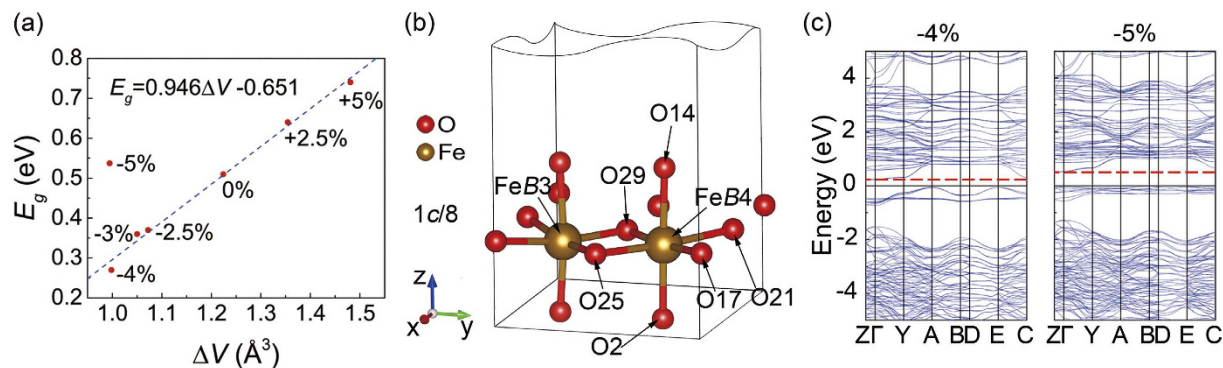 (a)
0.8
0.7
0.6
0.5
0.4
0.3
0.2
E_g (eV)
E_g=0.946ΔV -0.651
+5%
+2.5%
-5%
0%
-3%
-2.5%
-4%
1.0 1.1 1.2 1.3 1.4 1.5
ΔV (Å³)
(b)
O
Fe
1c/8
z
x
y
O14
FeB3
O29
FeB4
O25
O17
O21
O2
(c)
-4% -5%
Energy (eV)
4
2
0
-2
-4
ZΓ Y A BD E C
ZΓ Y A BD E C